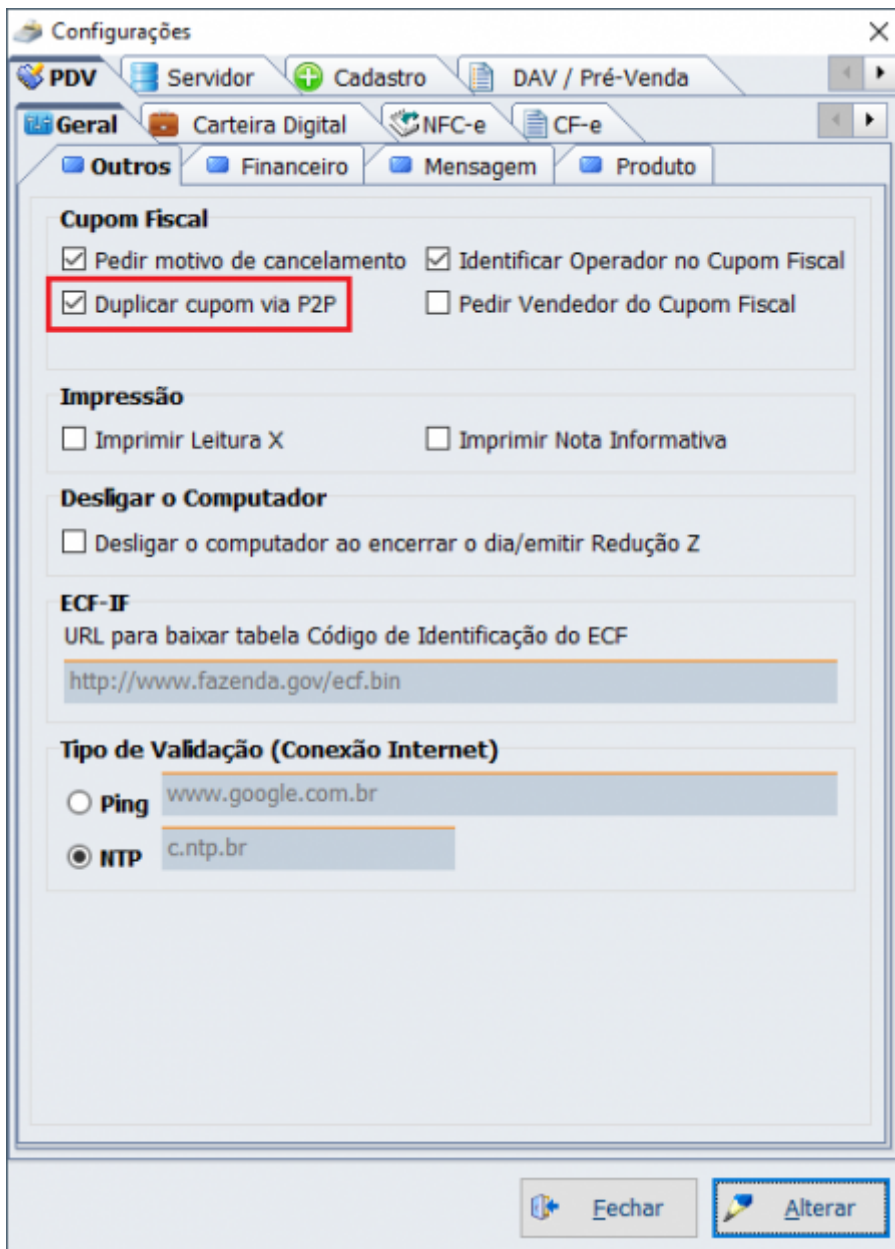 Configurações
PDV Servidor Cadastro DAV / Pré-Venda
Geral Carteira Digital NFC-e CF-e
Outros Financeiro Mensagem Produto
Cupom Fiscal
Pedir motivo de cancelamento Identificar Operador no Cupom Fiscal
Duplicar cupom via P2P Pedir Vendedor do Cupom Fiscal
Impressão
Imprimir Leitura X Imprimir Nota Informativa
Desligar o Computador
Desligar o computador ao encerrar o dia/emitir Redução Z
ECF-IF
URL para baixar tabela Código de Identificação do ECF
http://www.fazenda.gov/ecf.bin
Tipo de Validação (Conexão Internet)
Ping www.google.com.br
NTP c.ntp.br
Fechar Alterar